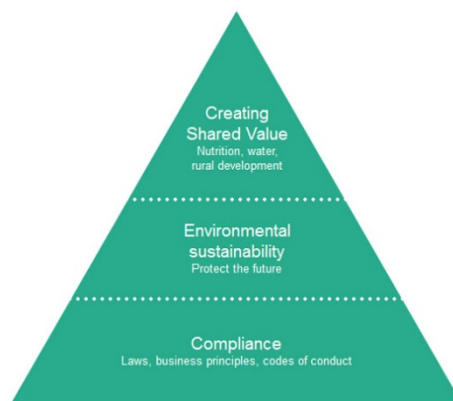 Creating
Shared Value
Nutrition, water,
rural development
Environmental
sustainability
Protect the future
Compliance
Laws, business principles, codes of conduct